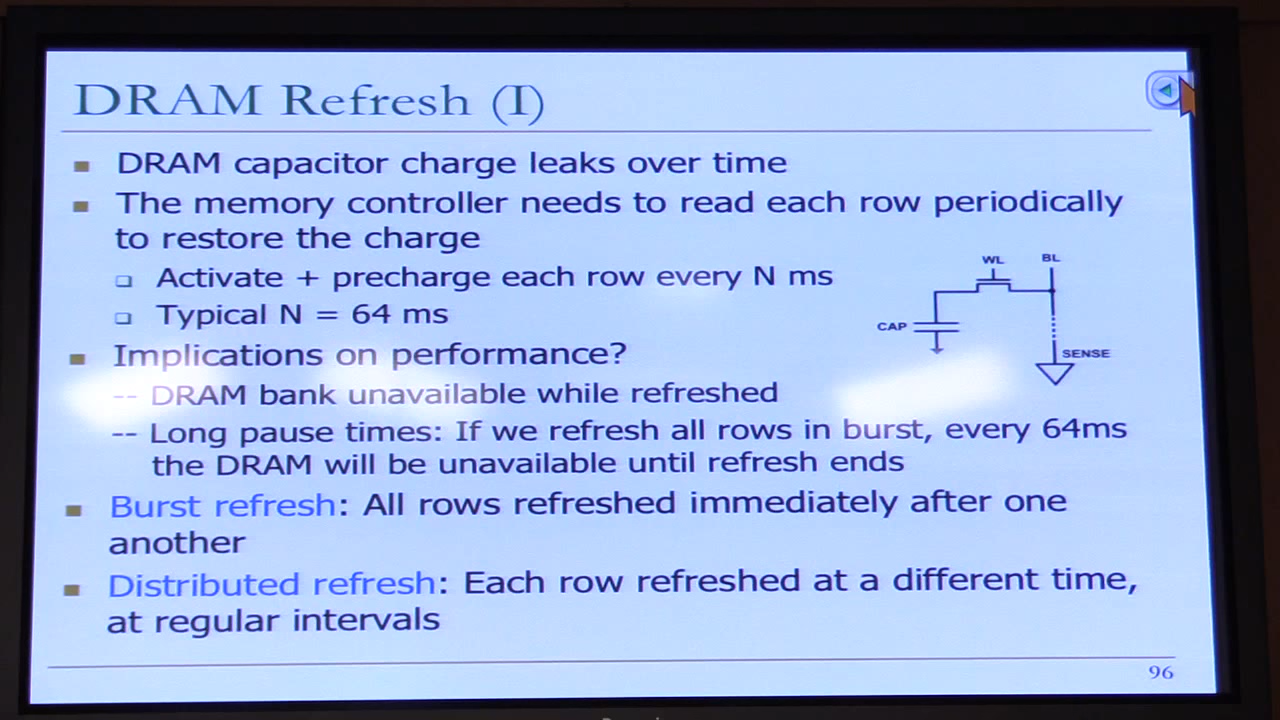 DRAM Refresh (I)
DRAM capacitor charge leaks over time
The memory controller needs to read each row periodically
to restore the charge
Activate + precharge each row every N ms
Typical N = 64 ms
WL BL
CAP
SENSE
Implications on performance?
-- DRAM bank unavailable while refreshed
-- Long pause times: If we refresh all rows in burst, every 64ms
the DRAM will be unavailable until refresh ends
Burst refresh: All rows refreshed immediately after one
another
Distributed refresh: Each row refreshed at a different time,
at regular intervals
96